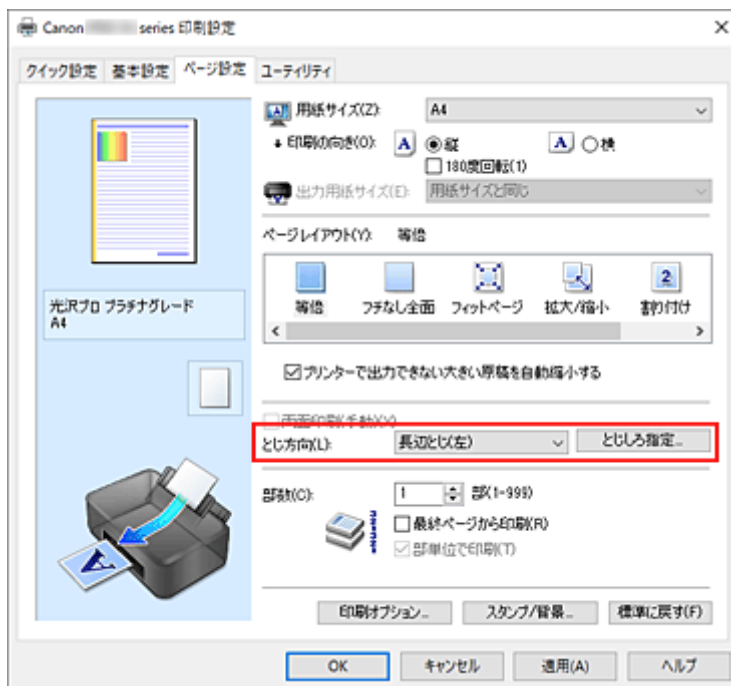 Canon series 印刷設定
クイック設定 基本設定 ページ設定 ユーティリティ
用紙サイズ(Z): A4
印刷の向き(O): A 縦 A 横
180度回転(1)
出力用紙サイズ(E): 用紙サイズと同じ
ページレイアウト(Y): 等倍
等倍 フチなし全面 フィットページ 拡大/縮小 割り付け
光沢プロ プラチナグレード
A4
プリンターで出力できない大きい原稿を自動縮小する
両面印刷(手動)(X)
とじ方向(L): 長辺とじ(左) とじしろ指定...
部数(C): 1 部(1-999)
最終ページから印刷(R)
部単位で印刷(T)
印刷オプション... スタンプ/背景... 標準に戻す(F)
OK キャンセル 適用(A) ヘルプ